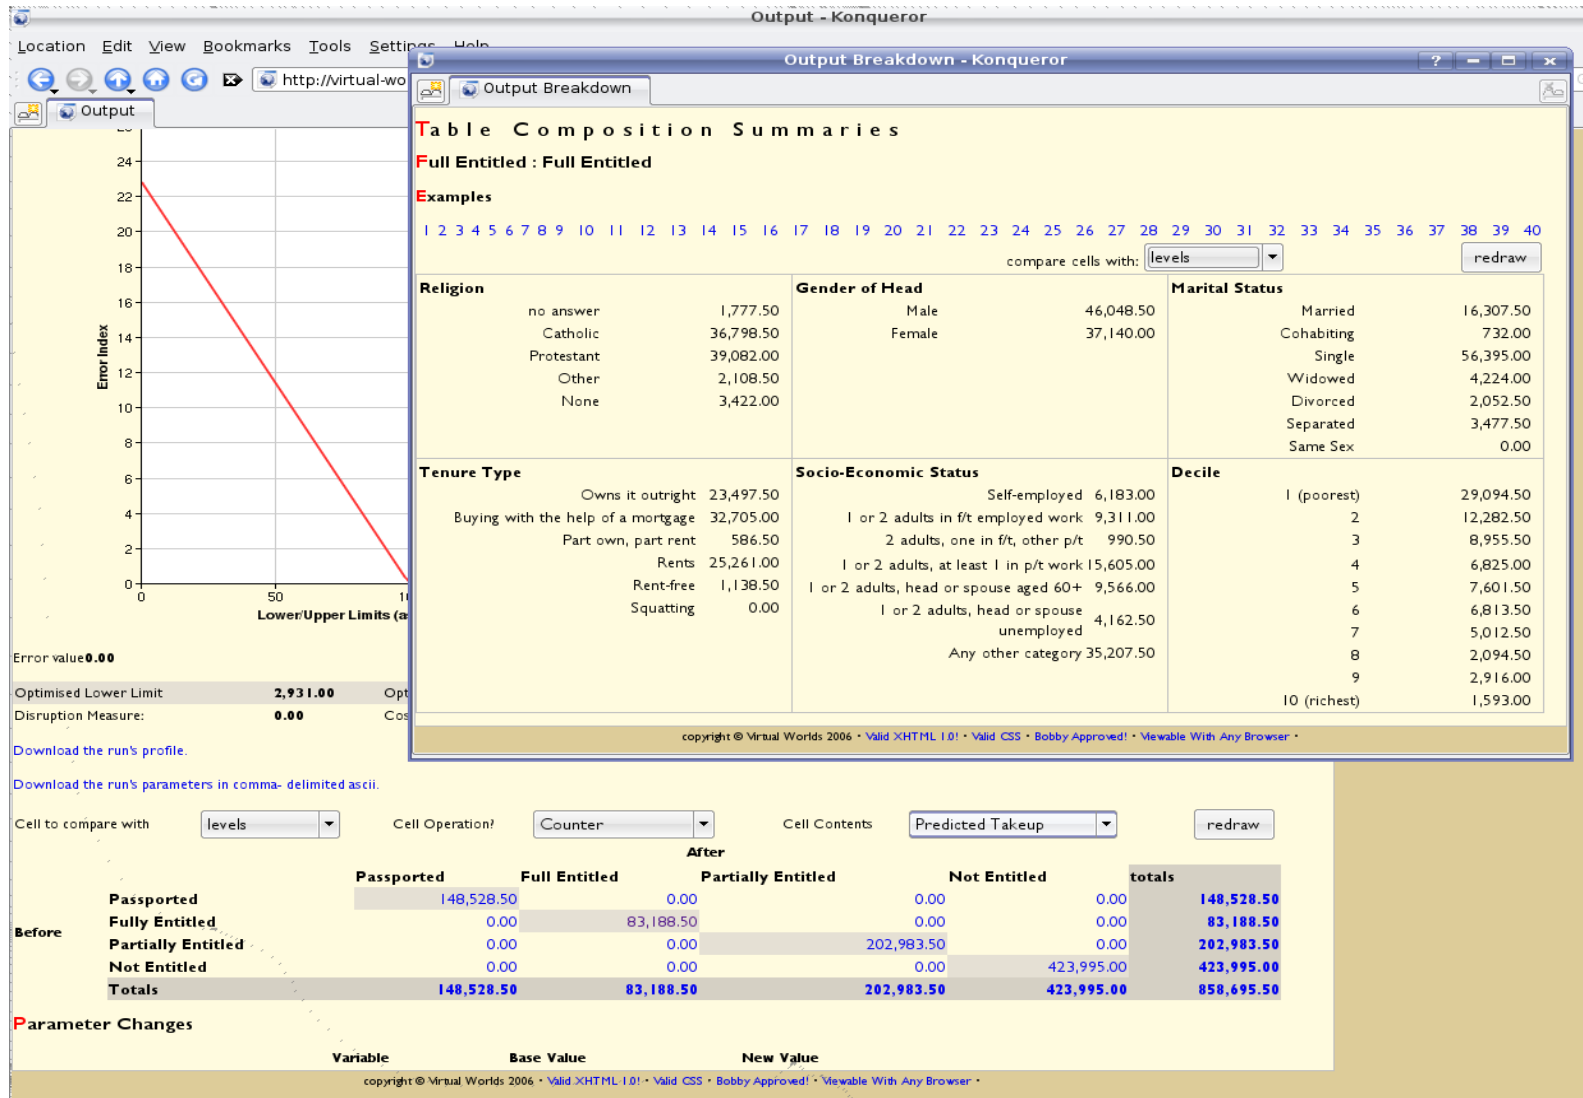 Output - Konqueror
Location Edit View Bookmarks Tools Settings Help
http://virtual-wo
Output
Output Breakdown - Konqueror
Output Breakdown
Table Composition Summaries
Full Entitled : Full Entitled
Examples
1 2 3 4 5 6 7 8 9 10 11 12 13 14 15 16 17 18 19 20 21 22 23 24 25 26 27 28 29 30 31 32 33 34 35 36 37 38 39 40
compare cells with: levels redraw
Religion
no answer 1,777.50
Catholic 36,798.50
Protestant 39,082.00
Other 2,108.50
None 3,422.00
Gender of Head
Male 46,048.50
Female 37,140.00
Marital Status
Married 16,307.50
Cohabiting 732.00
Single 56,395.00
Widowed 4,224.00
Divorced 2,052.50
Separated 3,477.50
Same Sex 0.00
Tenure Type
Owns it outright 23,497.50
Buying with the help of a mortgage 32,705.00
Part own, part rent 586.50
Rents 25,261.00
Rent-free 1,138.50
Squatting 0.00
Socio-Economic Status
Self-employed 6,183.00
1 or 2 adults in f/t employed work 9,311.00
2 adults, one in f/t, other p/t 990.50
1 or 2 adults, at least 1 in p/t work 15,605.00
1 or 2 adults, head or spouse aged 60+ 9,566.00
1 or 2 adults, head or spouse
unemployed 4,162.50
Any other category 35,207.50
Decile
1 (poorest) 29,094.50
2 12,282.50
3 8,955.50
4 6,825.00
5 7,601.50
6 6,813.50
7 5,012.50
8 2,094.50
9 2,916.00
10 (richest) 1,593.00
copyright © Virtual Worlds 2006 • Valid XHTML 1.0! • Valid CSS • Bobby Approved! • Viewable With Any Browser •
24
22
20
18
16
14
12
10
8
6
4
2
0
Error Index
0 50
Lower/Upper Limits (a
Error value 0.00
Optimised Lower Limit 2,931.00 Opt
Disruption Measure: 0.00 Cos
Download the run's profile.
Download the run's parameters in comma- delimited ascii.
Cell to compare with levels Cell Operation? Counter Cell Contents Predicted Takeup redraw
After
Passported Full Entitled Partially Entitled Not Entitled totals
Before
Passported 148,528.50 0.00 0.00 0.00 148,528.50
Fully Entitled 0.00 83,188.50 0.00 0.00 83,188.50
Partially Entitled 0.00 0.00 202,983.50 0.00 202,983.50
Not Entitled 0.00 0.00 0.00 423,995.00 423,995.00
Totals 148,528.50 83,188.50 202,983.50 423,995.00 858,695.50
Parameter Changes
Variable Base Value New Value
copyright © Virtual Worlds 2006 • Valid XHTML 1.0! • Valid CSS • Bobby Approved! • Viewable With Any Browser •